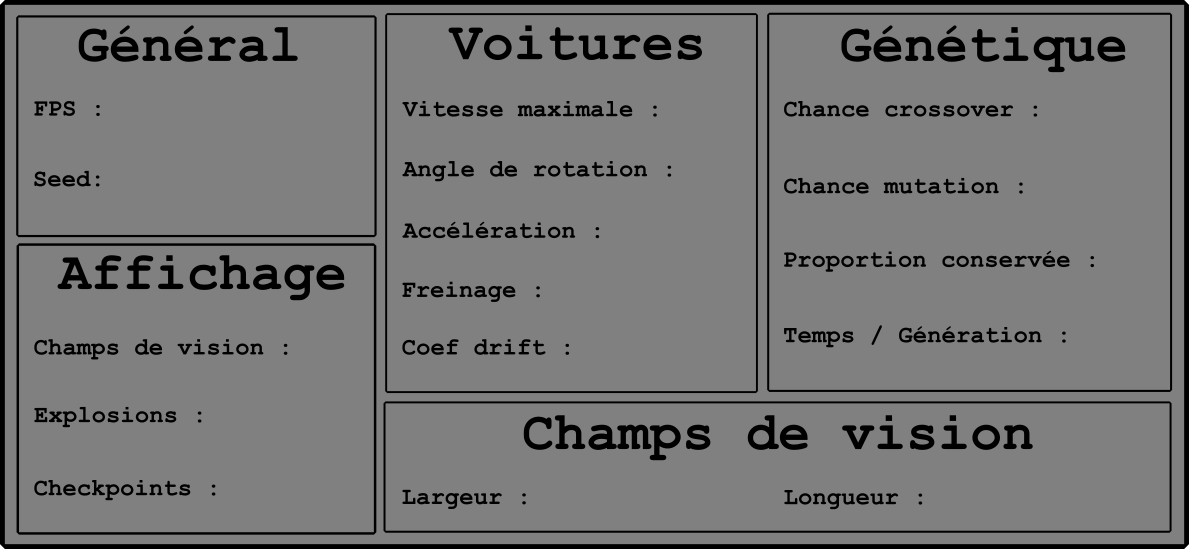 Général
FPS :
Seed:
Affichage
Champs de vision :
Explosions :
Checkpoints :
Voitures
Vitesse maximale :
Angle de rotation :
Accélération :
Freinage :
Coef drift :
Génétique
Chance crossover :
Chance mutation :
Proportion conservée :
Temps / Génération :
Champs de vision
Largeur :
Longueur :